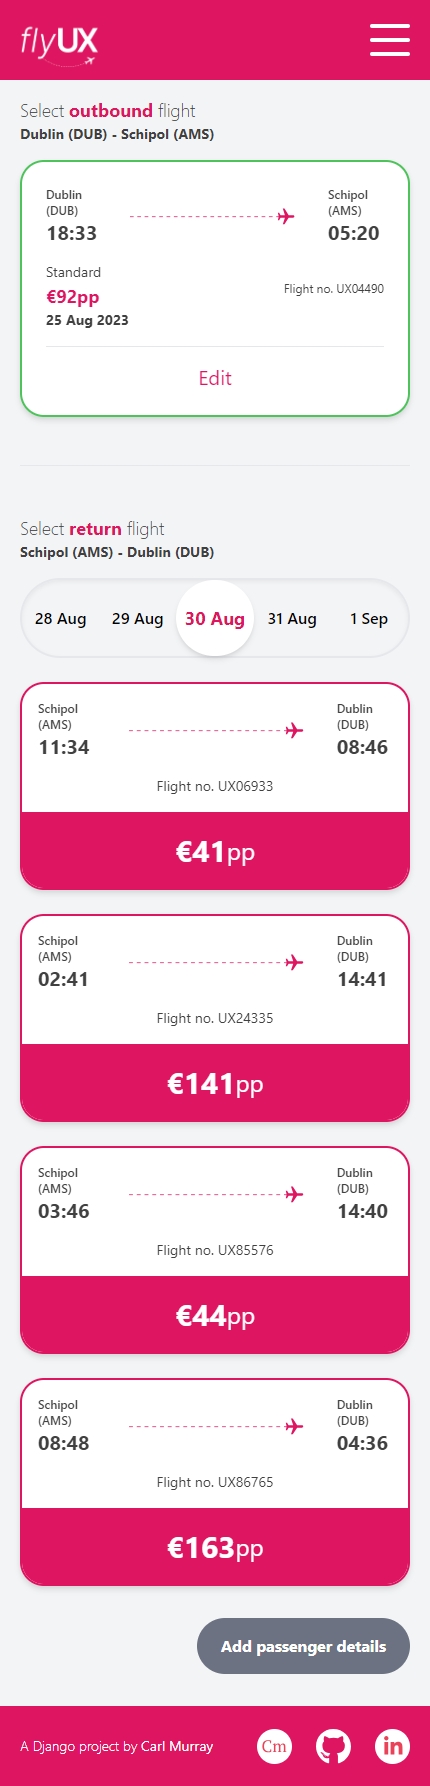 flyUX
Select outbound flight
Dublin (DUB) - Schipol (AMS)
Dublin
(DUB)
18:33
Schipol
(AMS)
05:20
Standard
€92pp
25 Aug 2023
Flight no. UX04490
Edit
Select return flight
Schipol (AMS) - Dublin (DUB)
28 Aug 29 Aug 30 Aug 31 Aug 1 Sep
Schipol
(AMS)
11:34
Dublin
(DUB)
08:46
Flight no. UX06933
€41pp
Schipol
(AMS)
02:41
Dublin
(DUB)
14:41
Flight no. UX24335
€141pp
Schipol
(AMS)
03:46
Dublin
(DUB)
14:40
Flight no. UX85576
€44pp
Schipol
(AMS)
08:48
Dublin
(DUB)
04:36
Flight no. UX86765
€163pp
Add passenger details
A Django project by Carl Murray Cm in